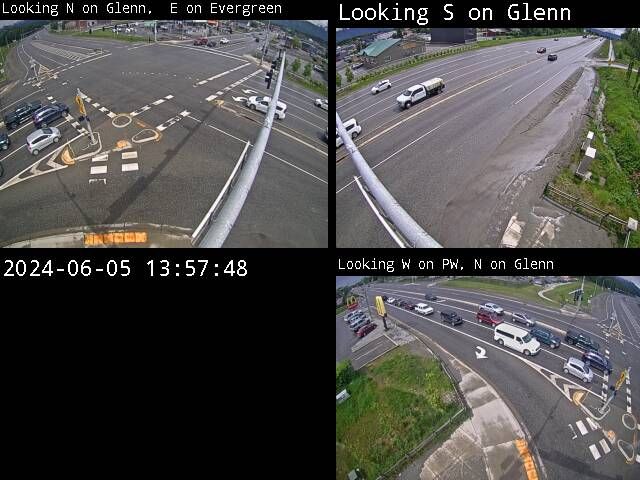 Looking N on Glenn, E on Evergreen
Looking S on Glenn
2024-06-05 13:57:48
Looking W on PW, N on Glenn